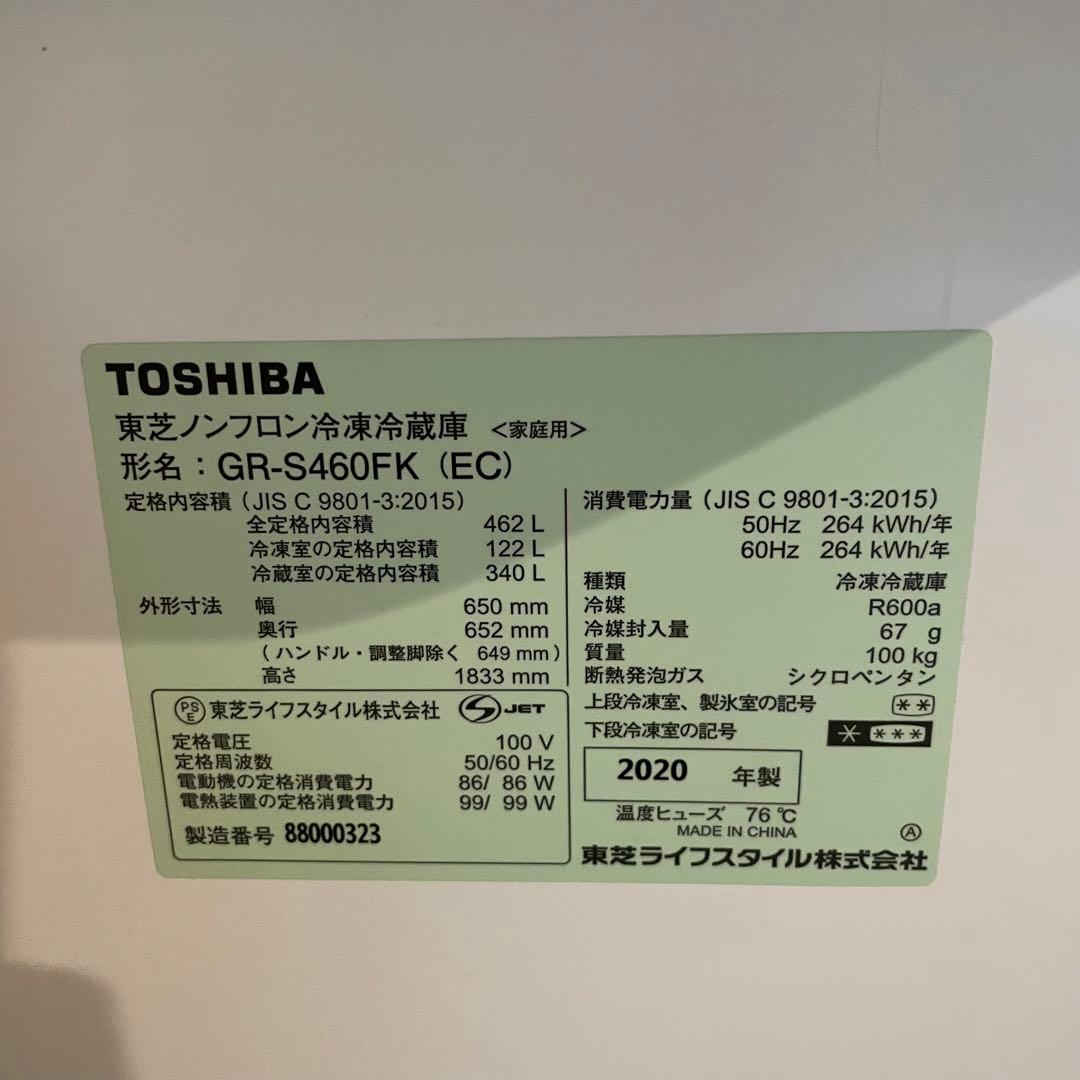 TOSHIBA
東芝ノンフロン冷凍冷蔵庫 <家庭用>
形名：GR-S460FK (EC)
定格内容積 (JIS C 9801-3:2015)
全定格内容積 462 L
冷凍室の定格内容積 122 L
冷蔵室の定格内容積 340 L
外形寸法 幅 650 mm
奥行 652 mm
(ハンドル・調整脚除く 649 mm)
高さ 1833 mm
PSE 東芝ライフスタイル株式会社 S JET
定格電圧 100 V
定格周波数 50/60 Hz
電動機の定格消費電力 86/ 86 W
電熱装置の定格消費電力 99/ 99 W
製造番号 88000323
消費電力量 (JIS C 9801-3:2015)
50Hz 264 kWh/年
60Hz 264 kWh/年
種類 冷凍冷蔵庫
冷媒 R600a
冷媒封入量 67 g
質量 100 kg
断熱発泡ガス シクロペンタン
上段冷凍室、製氷室の記号 **
下段冷凍室の記号 * ***
2020 年製
温度ヒューズ 76 ℃
MADE IN CHINA Ⓐ
東芝ライフスタイル株式会社